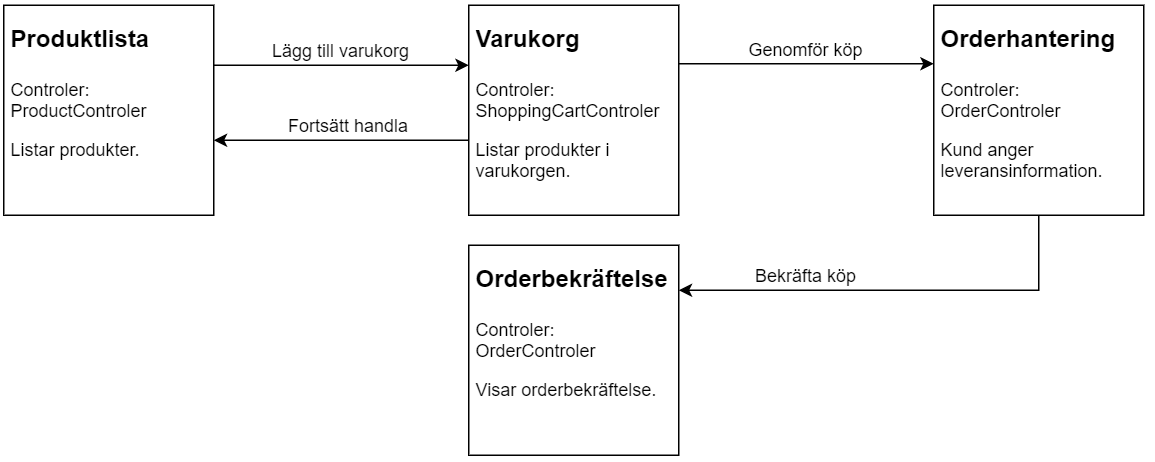 Produktlista
Controler:
ProductControler
Listar produkter.
Lägg till varukorg
Fortsätt handla
Varukorg
Controler:
ShoppingCartControler
Listar produkter i
varukorgen.
Genomför köp
Orderhantering
Controler:
OrderControler
Kund anger
leveransinformation.
Bekräfta köp
Orderbekräftelse
Controler:
OrderControler
Visar orderbekräftelse.